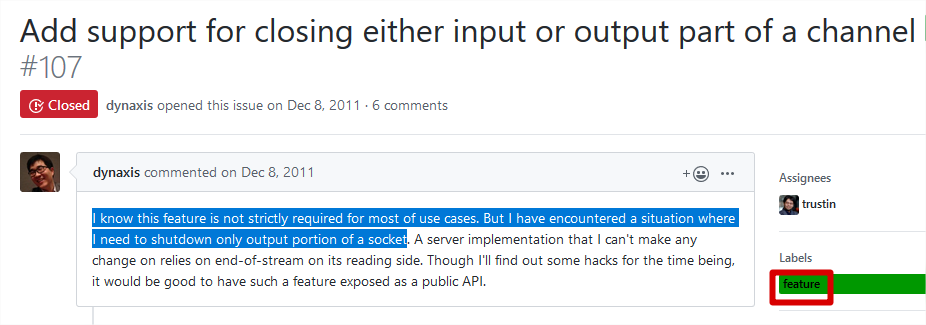 Add support for closing either input or output part of a channel
#107
Closed
dynaxis opened this issue on Dec 8, 2011 · 6 comments
dynaxis commented on Dec 8, 2011
I know this feature is not strictly required for most of use cases. But I have encountered a situation where
I need to shutdown only output portion of a socket. A server implementation that I can't make any
change on relies on end-of-stream on its reading side. Though I'll find out some hacks for the time being,
it would be good to have such a feature exposed as a public API.
Assignees
trustin
Labels
feature